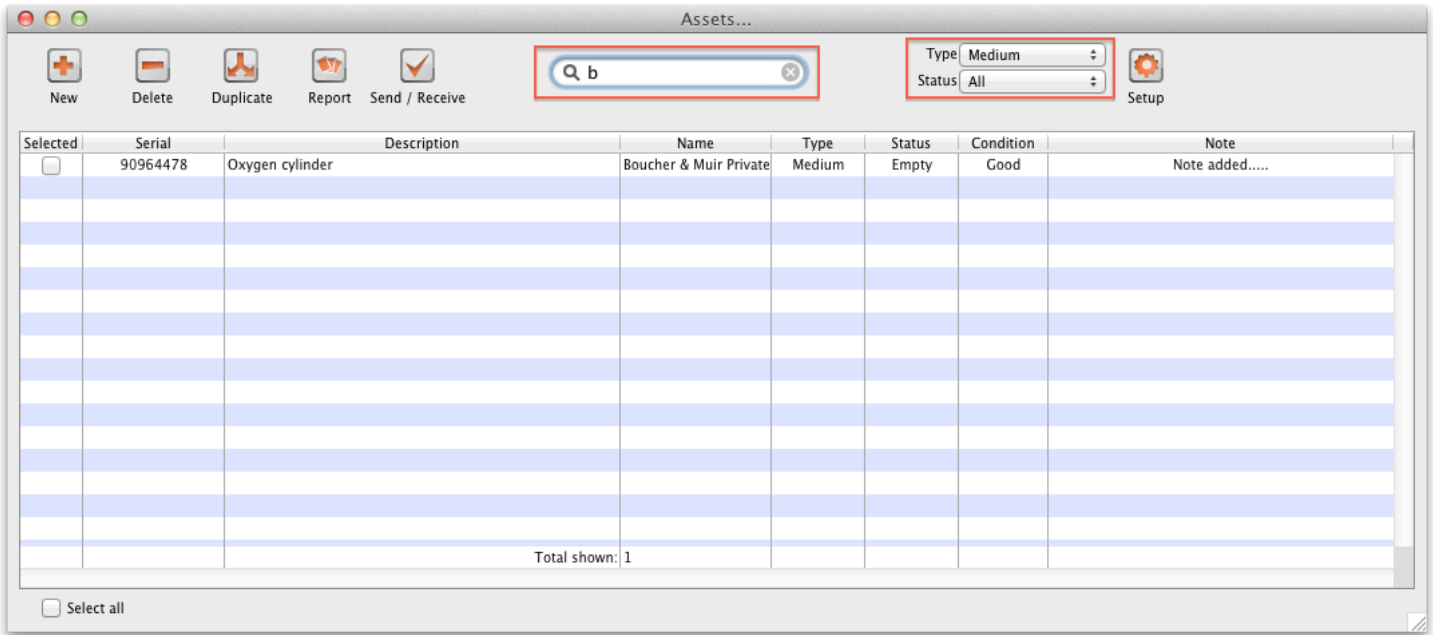 Assets...
New
Delete
Duplicate
Report
Send / Receive
b
Type Medium
Status All
Setup
Selected Serial Description Name Type Status Condition Note
90964478 Oxygen cylinder Boucher & Muir Private Medium Empty Good Note added.....
Total shown: 1
Select all